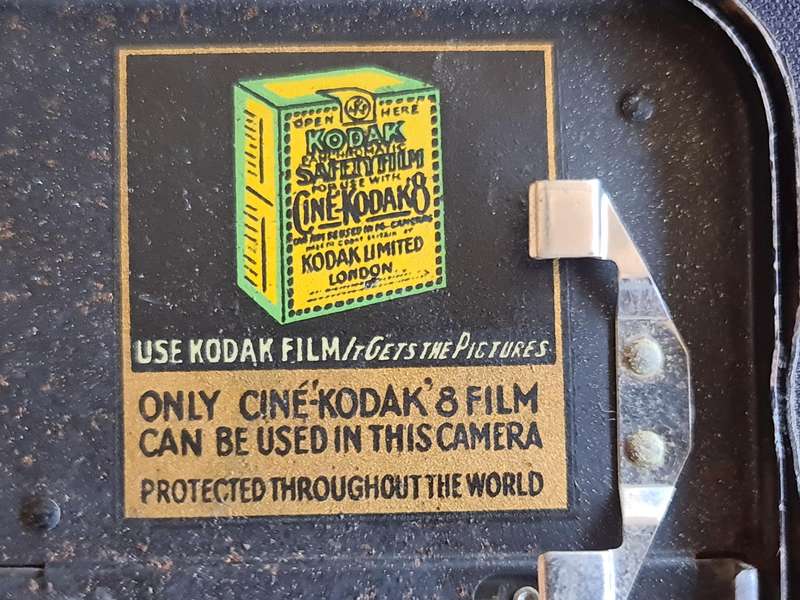 OPEN HERE
KODAK
PANCHROMATIC
SAFETY FILM
FOR USE WITH
CINÉ-KODAK 8
KODAK LIMITED
LONDON
USE KODAK FILM/IT GETS THE PICTURES.
ONLY CINÉ-'KODAK' 8 FILM
CAN BE USED IN THIS CAMERA
PROTECTED THROUGHOUT THE WORLD